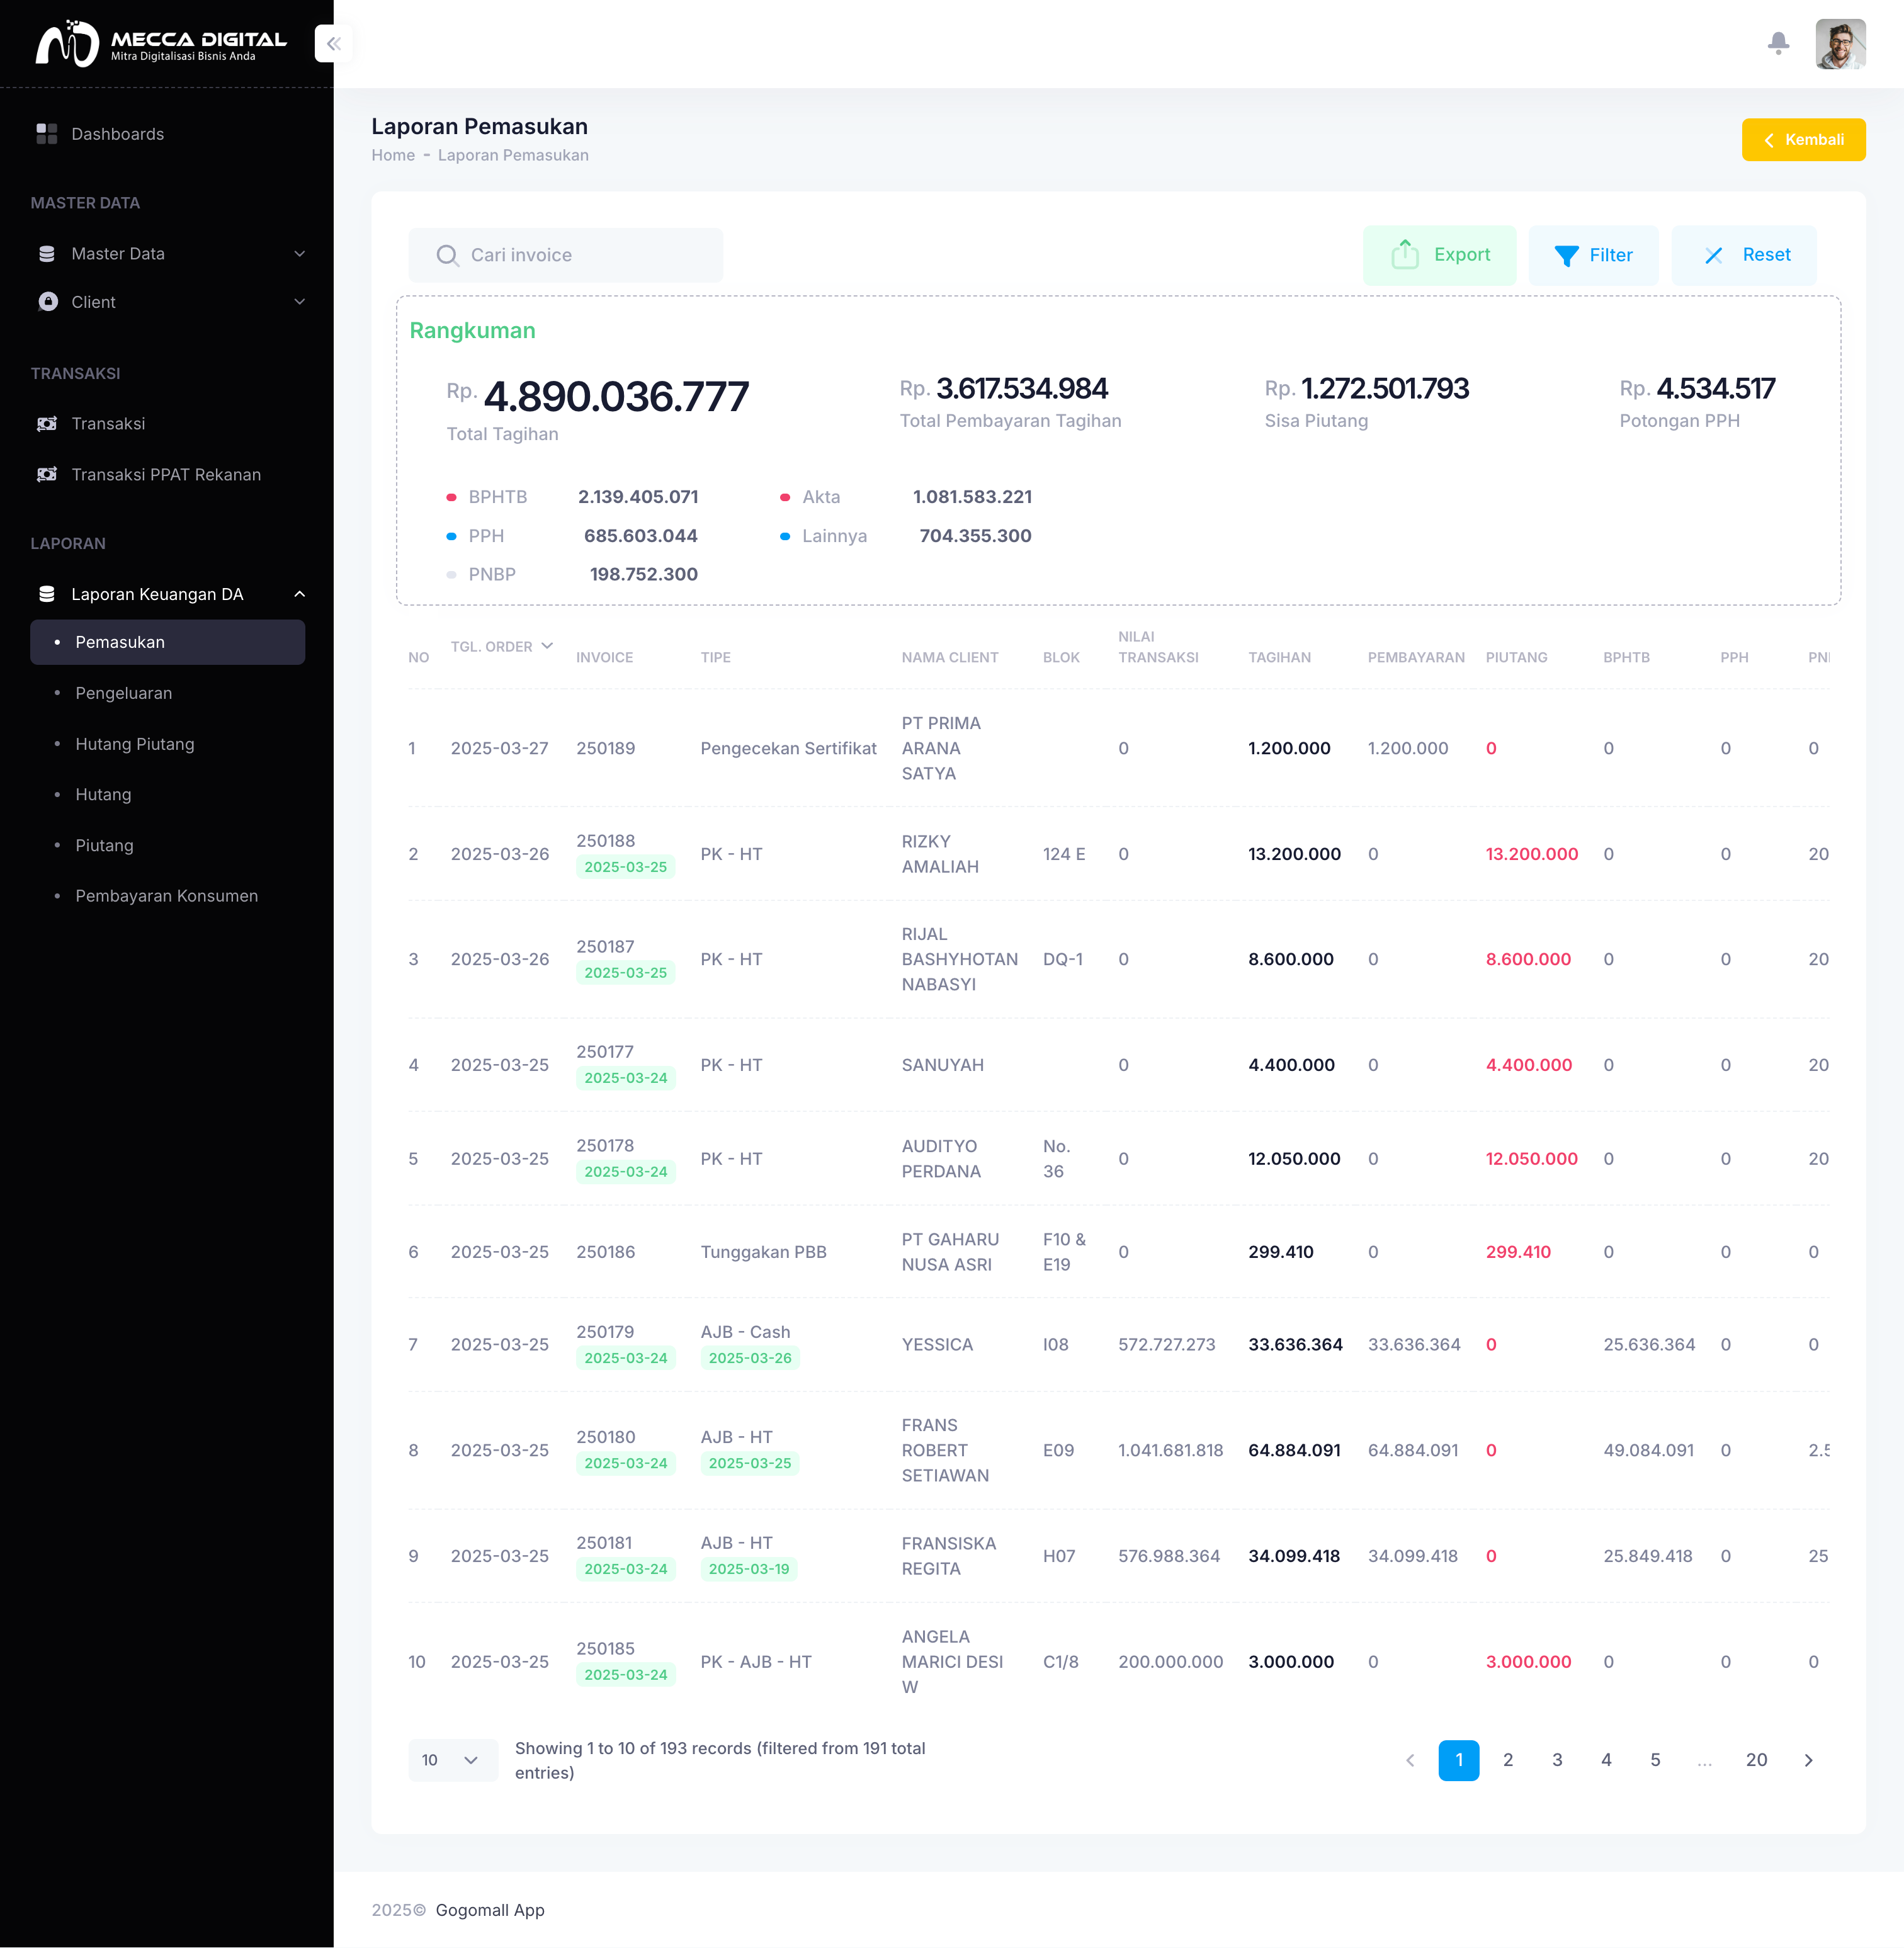 MECCA DIGITAL
Mitra Digitalisasi Bisnis Anda
Dashboards
MASTER DATA
Master Data
Client
TRANSAKSI
Transaksi
Transaksi PPAT Rekanan
LAPORAN
Laporan Keuangan DA
Pemasukan
Pengeluaran
Hutang Piutang
Hutang
Piutang
Pembayaran Konsumen
Laporan Pemasukan
Home - Laporan Pemasukan
Kembali
Cari invoice
Export
Filter
Reset
Rangkuman
Rp. 4.890.036.777
Total Tagihan
Rp. 3.617.534.984
Total Pembayaran Tagihan
Rp. 1.272.501.793
Sisa Piutang
Rp. 4.534.517
Potongan PPH
BPHTB 2.139.405.071
PPH 685.603.044
PNBP 198.752.300
Akta 1.081.583.221
Lainnya 704.355.300
NO TGL. ORDER INVOICE TIPE NAMA CLIENT BLOK NILAI TRANSAKSI TAGIHAN PEMBAYARAN PIUTANG BPHTB PPH
1 2025-03-27 250189 Pengecekan Sertifikat PT PRIMA ARANA SATYA 0 1.200.000 1.200.000 0 0 0 0
2 2025-03-26 250188 2025-03-25 PK - HT RIZKY AMALIAH 124 E 0 13.200.000 0 13.200.000 0 0 20
3 2025-03-26 250187 2025-03-25 PK - HT RIJAL BASHYHOTAN NABASYI DQ-1 0 8.600.000 0 8.600.000 0 0 20
4 2025-03-25 250177 2025-03-24 PK - HT SANUYAH 0 4.400.000 0 4.400.000 0 0 20
5 2025-03-25 250178 2025-03-24 PK - HT AUDITYO PERDANA No. 36 0 12.050.000 0 12.050.000 0 0 20
6 2025-03-25 250186 Tunggakan PBB PT GAHARU NUSA ASRI F10 & E19 0 299.410 0 299.410 0 0 0
7 2025-03-25 250179 2025-03-24 AJB - Cash 2025-03-26 YESSICA I08 572.727.273 33.636.364 33.636.364 0 25.636.364 0 0
8 2025-03-25 250180 2025-03-24 AJB - HT 2025-03-25 FRANS ROBERT SETIAWAN E09 1.041.681.818 64.884.091 64.884.091 0 49.084.091 0 2.5
9 2025-03-25 250181 2025-03-24 AJB - HT 2025-03-19 FRANSISKA REGITA H07 576.988.364 34.099.418 34.099.418 0 25.849.418 0 25
10 2025-03-25 250185 2025-03-24 PK - AJB - HT ANGELA MARICI DESI W C1/8 200.000.000 3.000.000 0 3.000.000 0 0 0
10
Showing 1 to 10 of 193 records (filtered from 191 total
entries)
1 2 3 4 5 ... 20
2025© Gogomall App